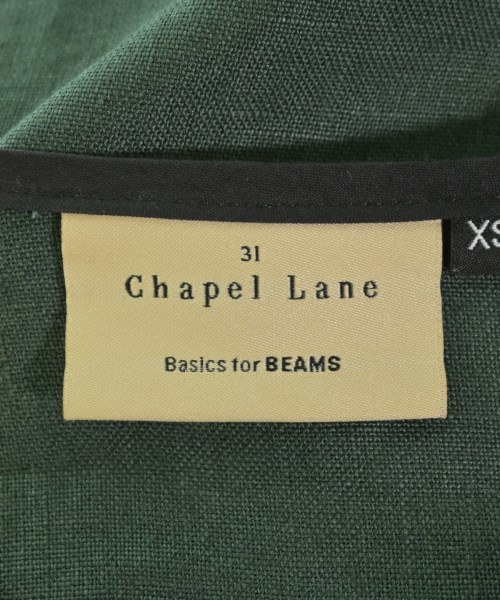 31
Chapel Lane
Basics for BEAMS
XS